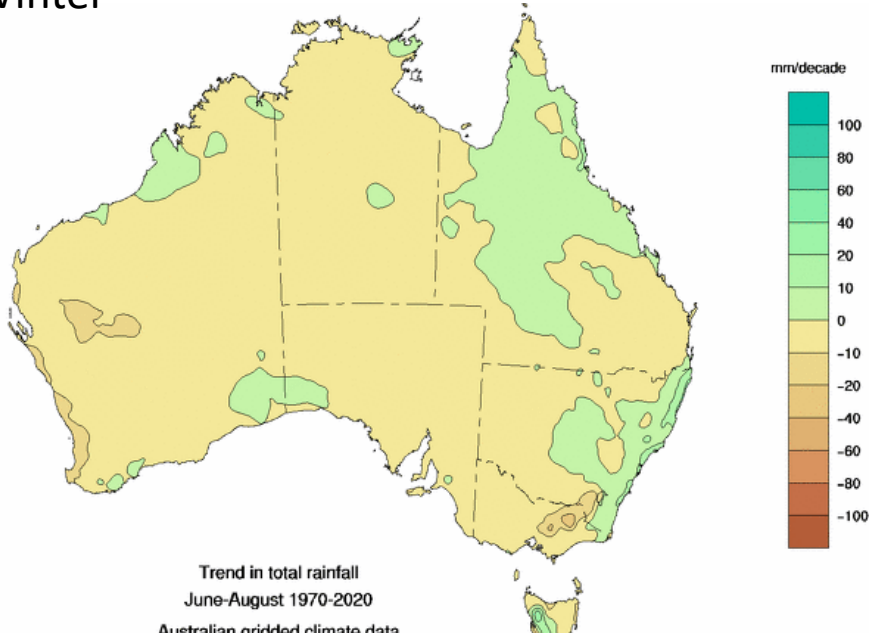 Winter
mm/decade
100
80
60
40
20
10
0
-10
-20
-40
-60
-80
-100
Trend in total rainfall
June-August 1970-2020
Australian gridded climate data